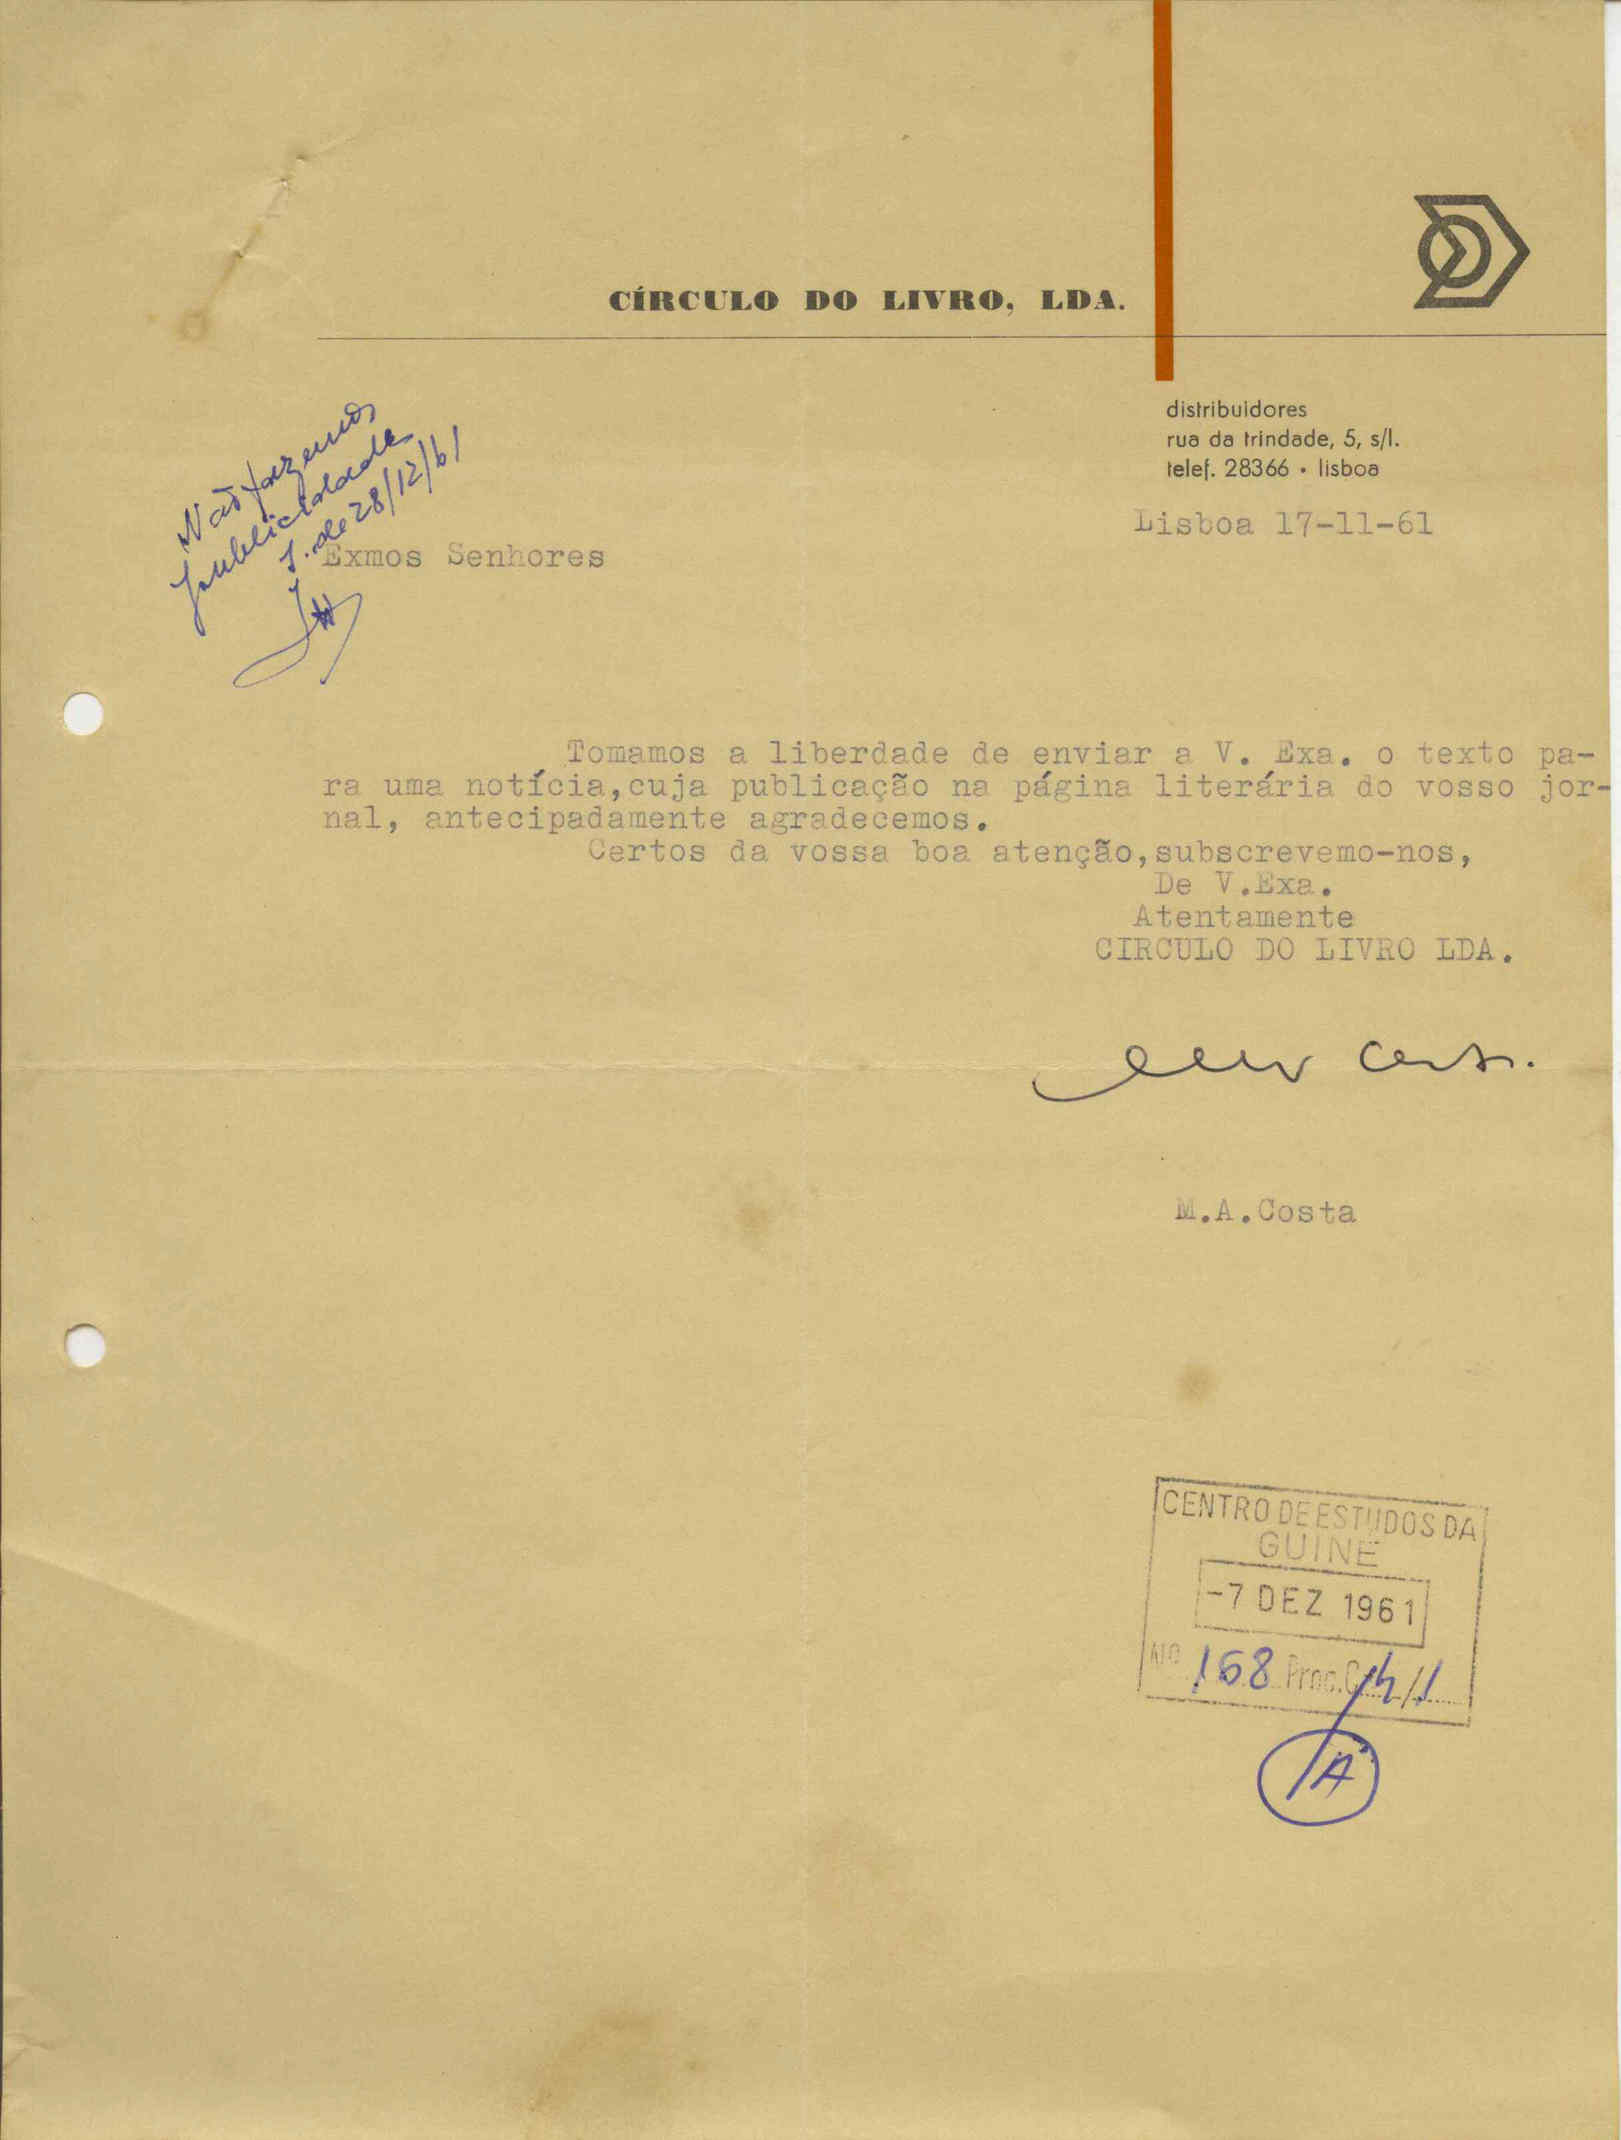 CÍRCULO DO LIVRO, LDA.
distribuidores
rua da trindade, 5, s/l.
telef. 28366 • lisboa
Lisboa 17-11-61
Não fazemos
publicidade
de 28/12/61
Exmos Senhores
Tomamos a liberdade de enviar a V. Exa. o texto pa-
ra uma notícia,cuja publicação na página literária do vosso jor-
nal, antecipadamente agradecemos.
Certos da vossa boa atenção,subscrevemo-nos,
De V.Exa.
Atentamente
CIRCULO DO LIVRO LDA.
M.A.Costa
CENTRO DE ESTUDOS DA
GUINÉ
-7 DEZ 1961
Nº 168 Proc.
A